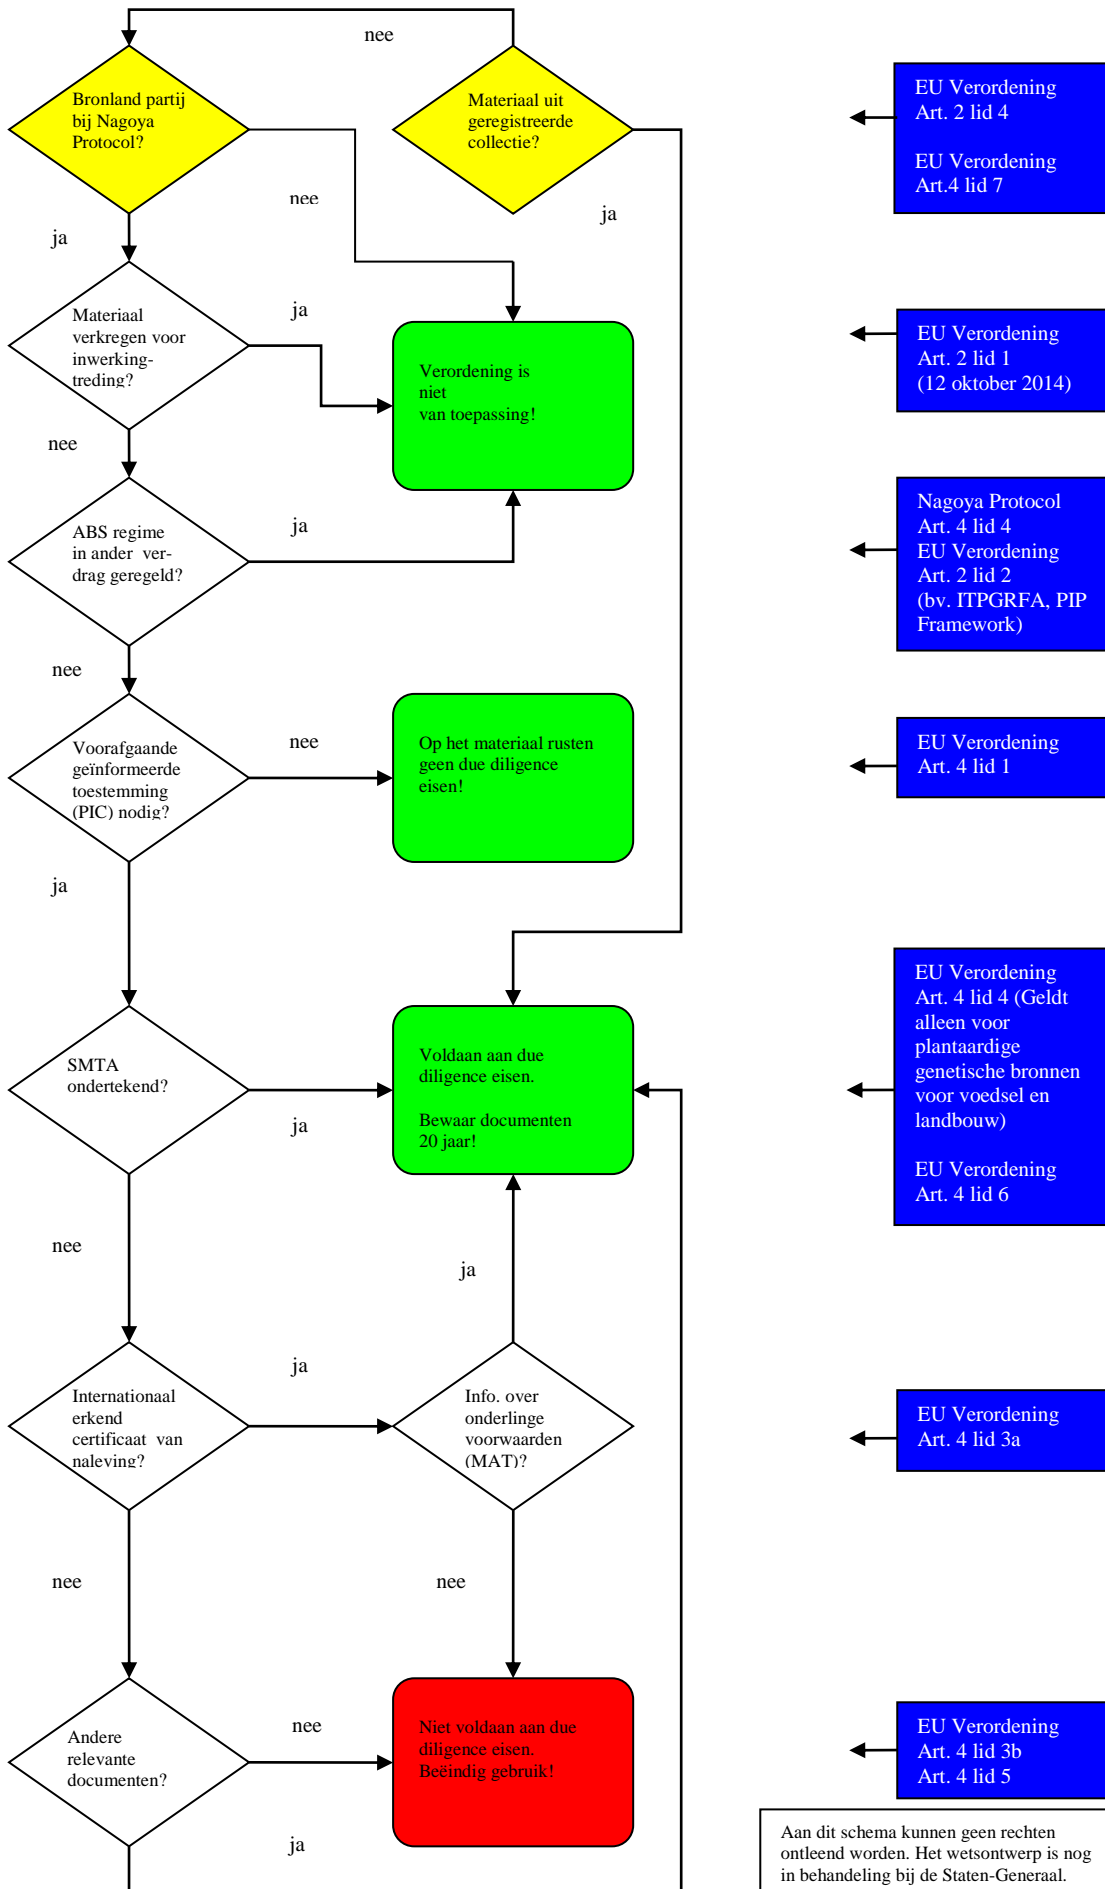 nee
Bronland partij
bij Nagoya
Protocol?
Materiaal uit
geregistreerde
collectie?
EU Verordening
Art. 2 lid 4
EU Verordening
Art.4 lid 7
nee
ja
ja
Materiaal
verkregen voor
inwerking-
treding?
ja
Verordening is
niet
van toepassing!
EU Verordening
Art. 2 lid 1
(12 oktober 2014)
nee
ABS regime
in ander ver-
drag geregeld?
ja
Nagoya Protocol
Art. 4 lid 4
EU Verordening
Art. 2 lid 2
(bv. ITPGRFA, PIP
Framework)
nee
Voorafgaande
geïnformeerde
toestemming
(PIC) nodig?
nee
Op het materiaal rusten
geen due diligence
eisen!
EU Verordening
Art. 4 lid 1
ja
SMTA
ondertekend?
ja
Voldaan aan due
diligence eisen.
Bewaar documenten
20 jaar!
EU Verordening
Art. 4 lid 4 (Geldt
alleen voor
plantaardige
genetische bronnen
voor voedsel en
landbouw)
EU Verordening
Art. 4 lid 6
nee
ja
Internationaal
erkend
certificaat van
naleving?
ja
Info. over
onderlinge
voorwaarden
(MAT)?
EU Verordening
Art. 4 lid 3a
nee
nee
Andere
relevante
documenten?
nee
Niet voldaan aan due
diligence eisen.
Beëindig gebruik!
EU Verordening
Art. 4 lid 3b
Art. 4 lid 5
ja
Aan dit schema kunnen geen rechten
ontleend worden. Het wetsontwerp is nog
in behandeling bij de Staten-Generaal.